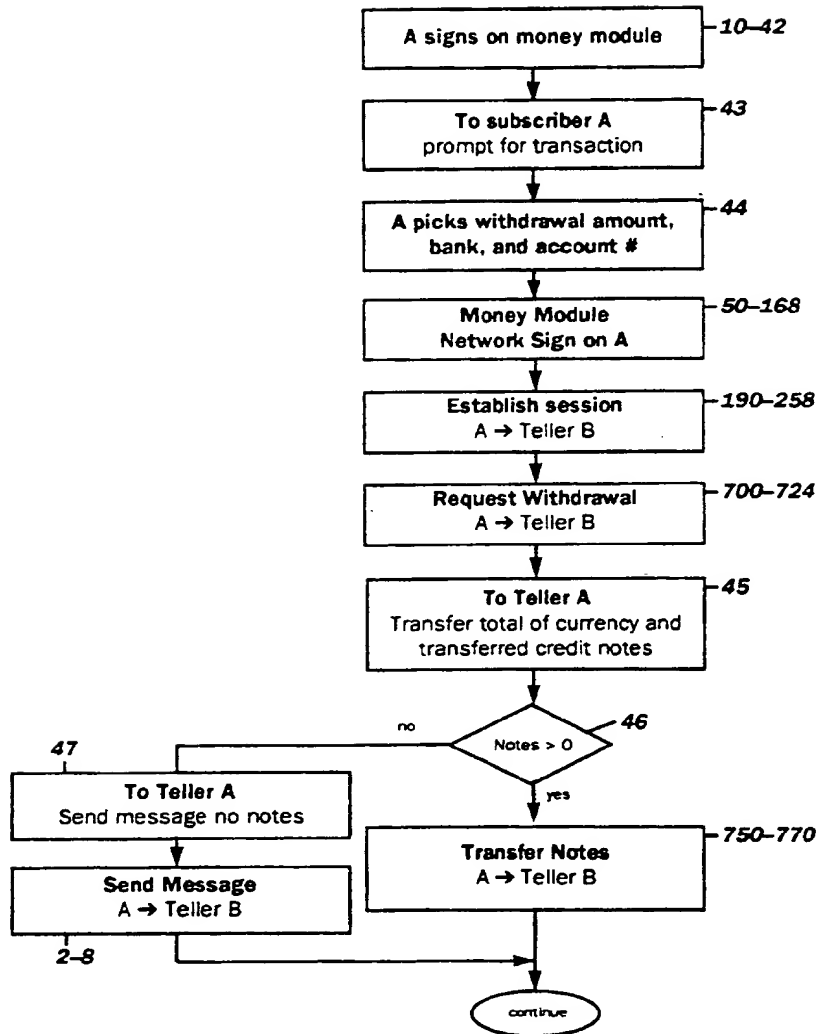 A signs on money module
10–42
To subscriber A
prompt for transaction
43
A picks withdrawal amount,
bank, and account #
44
Money Module
Network Sign on A
50–168
Establish session
A → Teller B
190–258
Request Withdrawal
A → Teller B
700–724
To Teller A
Transfer total of currency and
transferred credit notes
45
Notes > 0
46
no
yes
47
To Teller A
Send message no notes
Transfer Notes
A → Teller B
750–770
Send Message
A → Teller B
2–8
continue